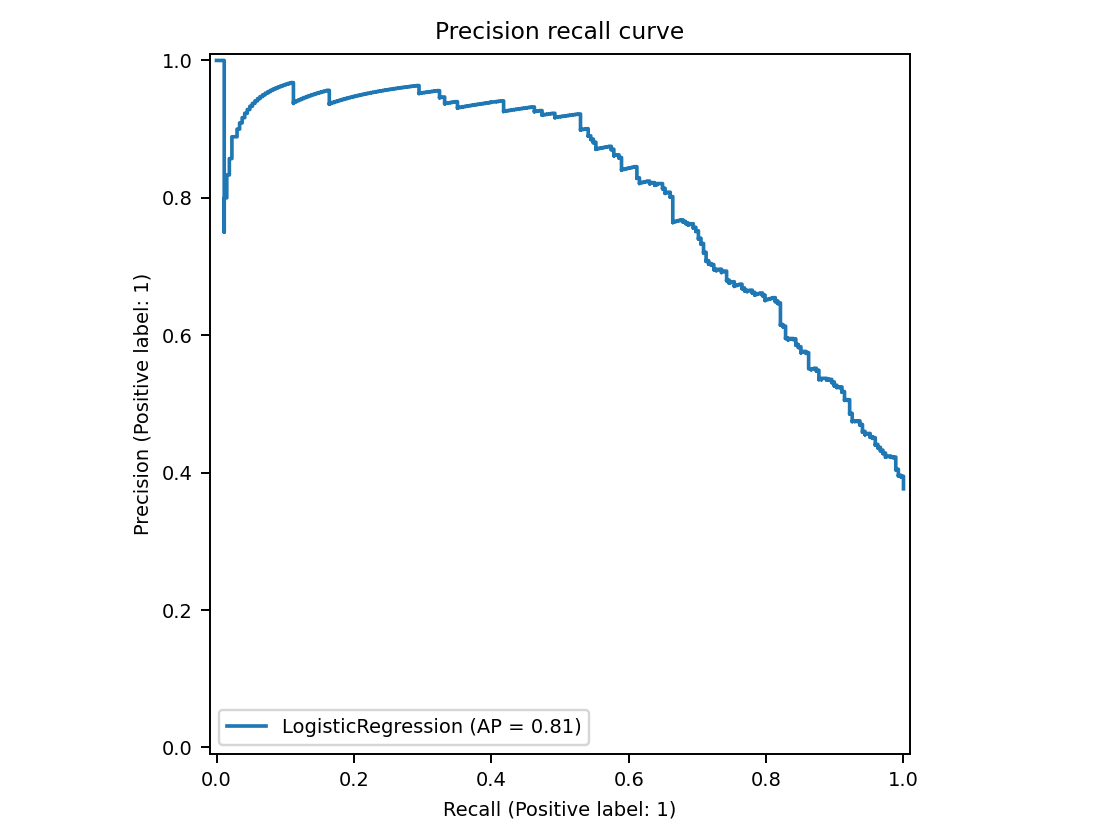 Precision recall curve
1.0
0.8
0.6
0.4
0.2
0.0
Precision (Positive label: 1)
LogisticRegression (AP = 0.81)
0.0 0.2 0.4 0.6 0.8 1.0
Recall (Positive label: 1)